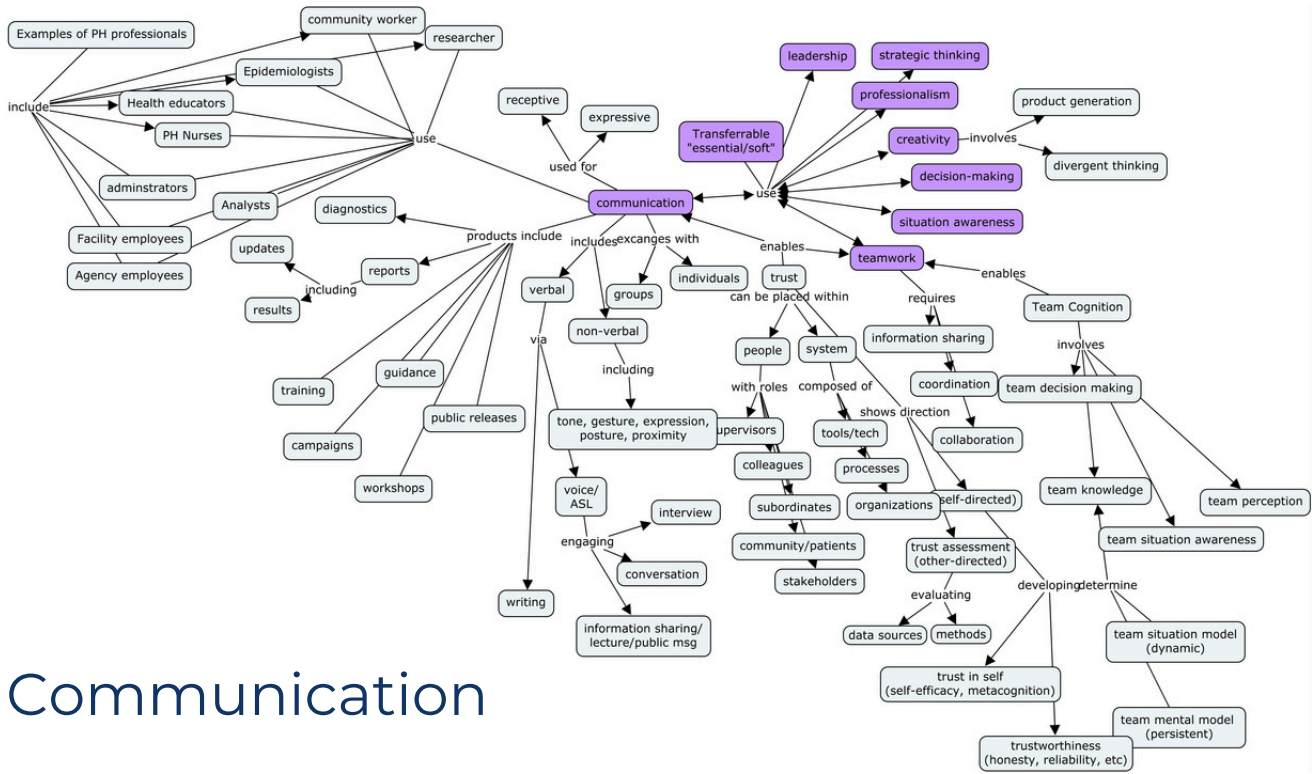 Examples of PH professionals
community worker
researcher
include
Epidemiologists
Health educators
PH Nurses
use
adminstrators
Analysts
Facility employees
Agency employees
receptive
expressive
used for
Transferrable
"essential/soft"
leadership
strategic thinking
professionalism
creativity
involves
product generation
divergent thinking
decision-making
situation awareness
use
communication
teamwork
diagnostics
products include
updates
reports
including
results
training
guidance
public releases
campaigns
workshops
includes
excanges with
verbal
groups
individuals
non-verbal
via
including
tone, gesture, expression,
posture, proximity
voice/
ASL
engaging
interview
conversation
writing
information sharing/
lecture/public msg
enables
trust
can be placed within
people
system
with roles
composed of
shows direction
upervisors
colleagues
subordinates
community/patients
stakeholders
tools/tech
processes
organizations
self-directed)
trust assessment
(other-directed)
evaluating
data sources
methods
developing
trust in self
(self-efficacy, metacognition)
trustworthiness
(honesty, reliability, etc)
enables
requires
Team Cognition
information sharing
coordination
collaboration
involves
team decision making
team knowledge
team perception
team situation awareness
determine
team situation model
(dynamic)
team mental model
(persistent)
Communication